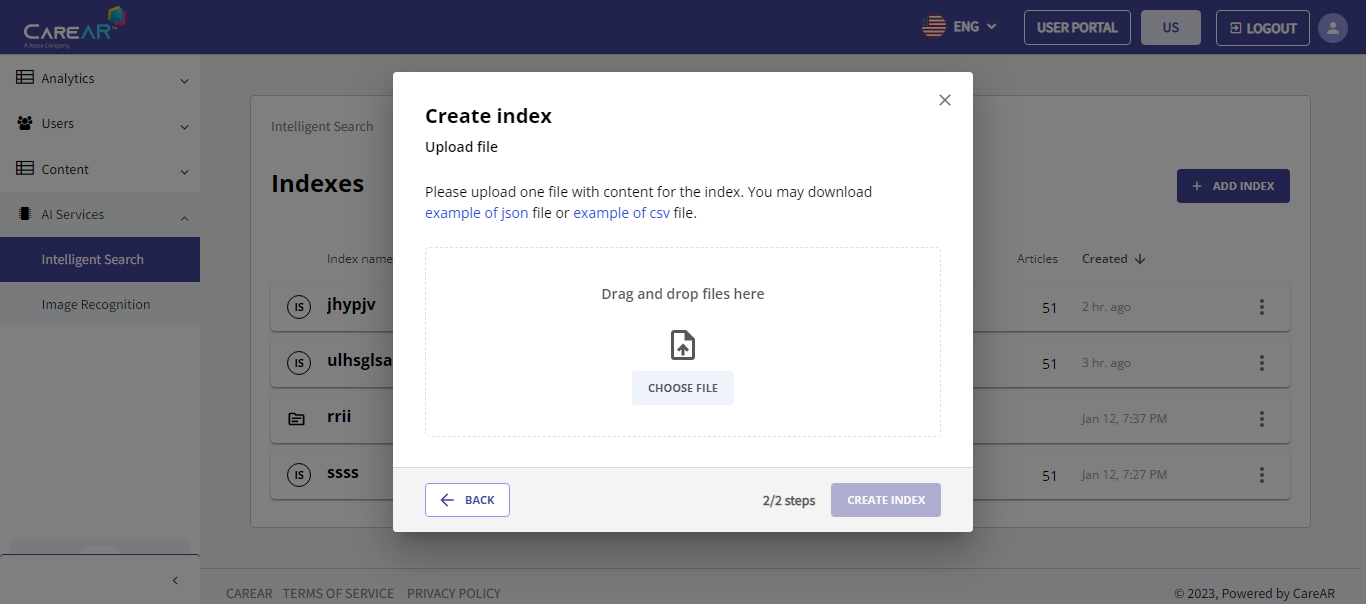 CAREAR™
A Xerox Company
ENG
USER PORTAL
US
LOGOUT
Analytics
Users
Content
AI Services
Intelligent Search
Image Recognition
Intelligent Search
Indexes
+ ADD INDEX
Index name
Articles
Created
IS jhypjv 51 2 hr. ago
IS ulhsglsa 51 3 hr. ago
rrii Jan 12, 7:37 PM
IS ssss 51 Jan 12, 7:27 PM
Create index
Upload file
Please upload one file with content for the index. You may download
example of json file or example of csv file.
Drag and drop files here
CHOOSE FILE
BACK
2/2 steps
CREATE INDEX
CAREAR TERMS OF SERVICE PRIVACY POLICY
© 2023, Powered by CareAR